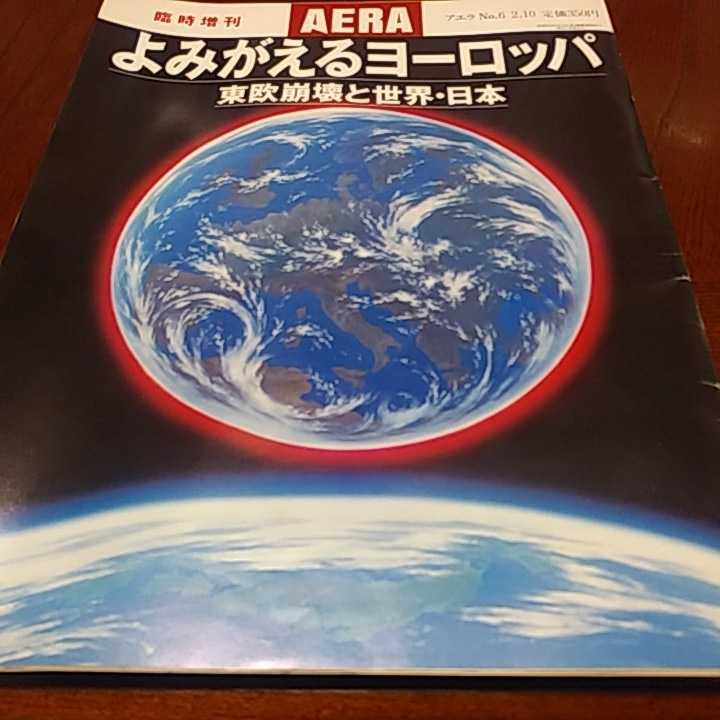 臨時増刊
AERA
アエラ No.6 2.10 定価350円
よみがえるヨーロッパ
東欧崩壊と世界・日本